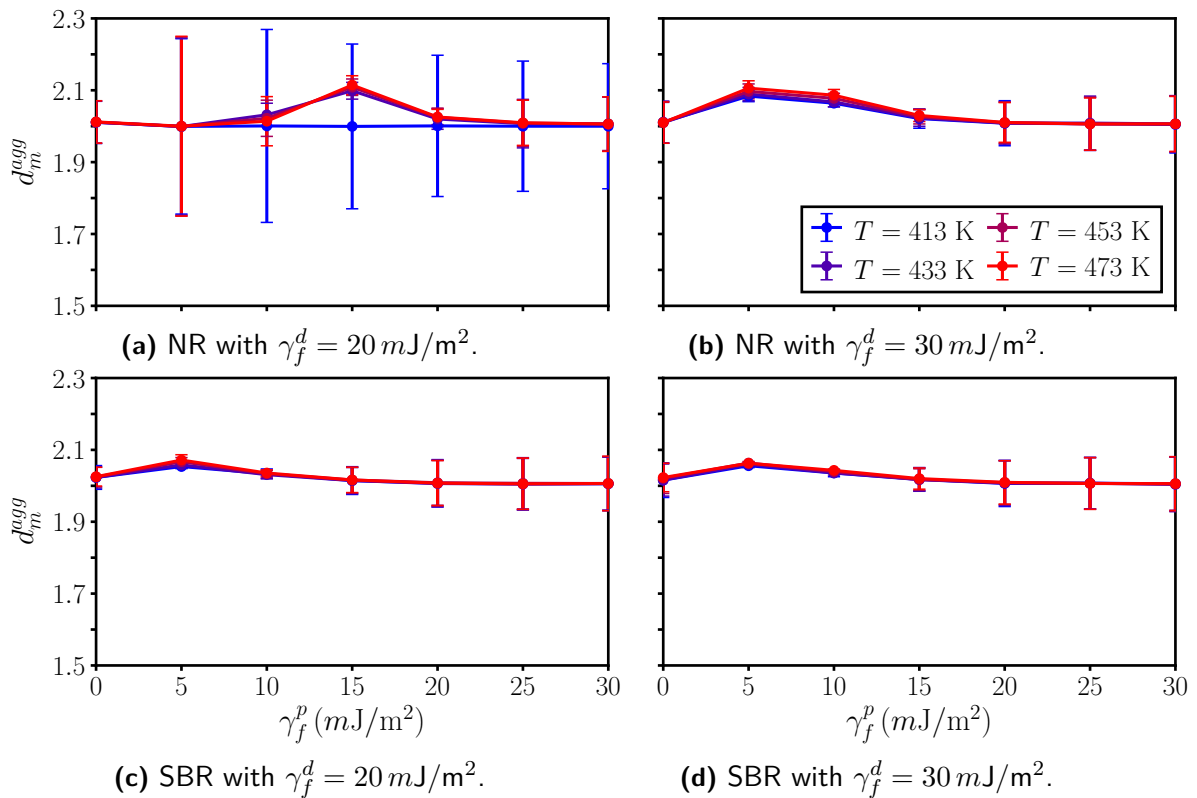 2.3
2.1
1.9
1.7
1.5
d_m^{agg}
T = 413 K
T = 453 K
T = 433 K
T = 473 K
(a) NR with γ_f^d = 20 mJ/m².
(b) NR with γ_f^d = 30 mJ/m².
2.3
2.1
1.9
1.7
1.5
d_m^{agg}
0 5 10 15 20 25 30
0 5 10 15 20 25 30
γ_f^p (mJ/m²)
γ_f^p (mJ/m²)
(c) SBR with γ_f^d = 20 mJ/m².
(d) SBR with γ_f^d = 30 mJ/m².